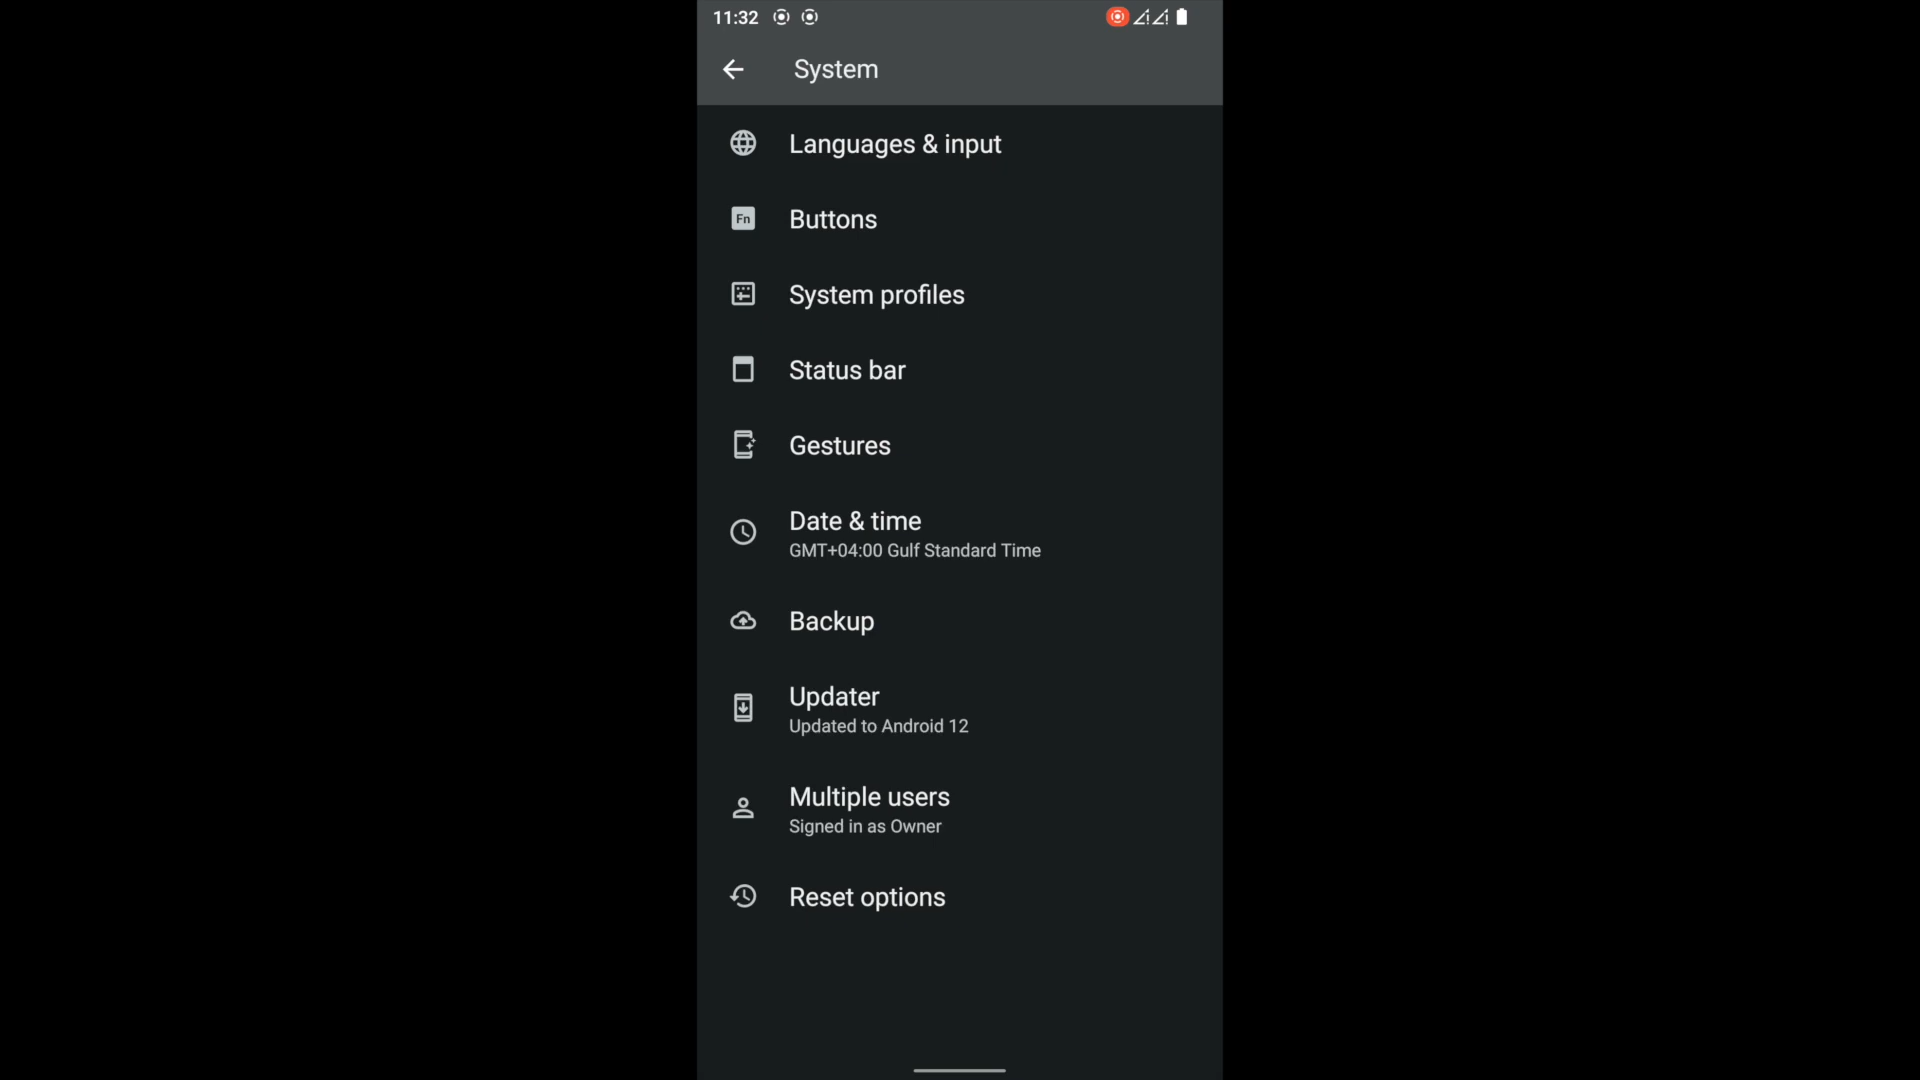 11:32
System
Languages & input
Fn
Buttons
System profiles
Status bar
Gestures
Date & time
GMT+04:00 Gulf Standard Time
Backup
Updater
Updated to Android 12
Multiple users
Signed in as Owner
Reset options